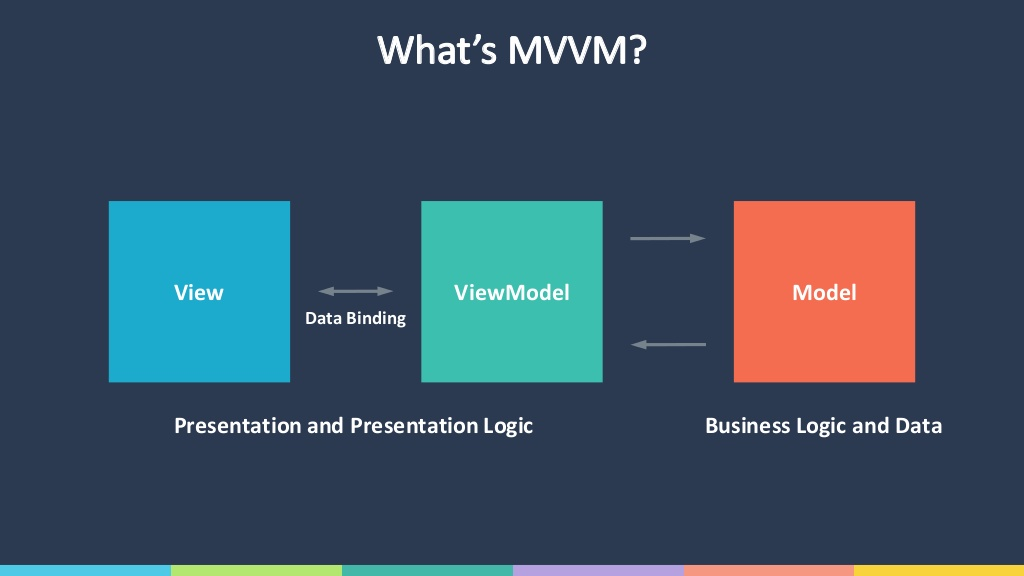 What’s MVVM?
View
Data Binding
ViewModel
Model
Presentation and Presentation Logic
Business Logic and Data